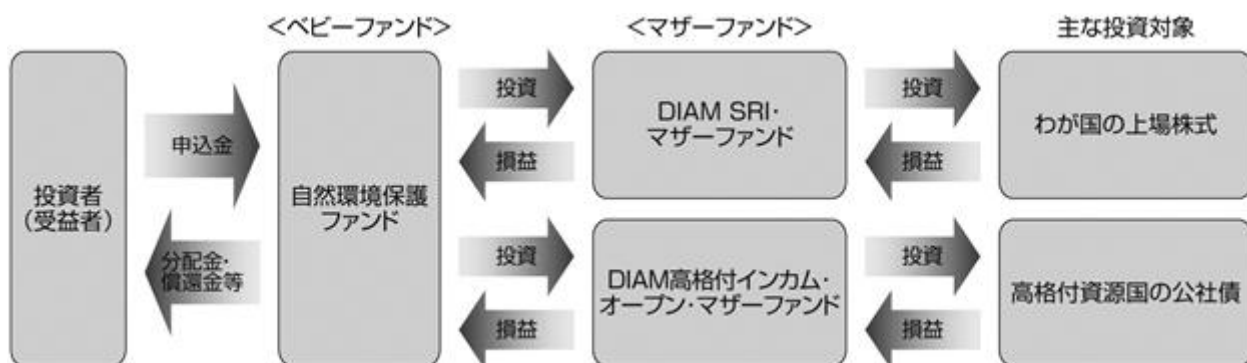 <ベビーファンド>
<マザーファンド>
主な投資対象
投資者
(受益者)
申込金
分配金・
償還金等
自然環境保護
ファンド
投資
損益
DIAM SRI・
マザーファンド
投資
損益
わが国の上場株式
投資
損益
DIAM高格付インカム・
オープン・マザーファンド
投資
損益
高格付資源国の公社債